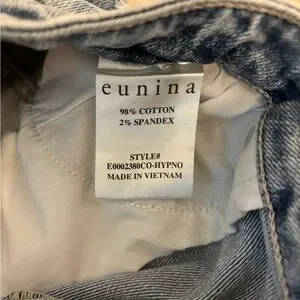 eunina
98% COTTON
2% SPANDEX
STYLE#
E0002380CO-HYPNO
MADE IN VIETNAM